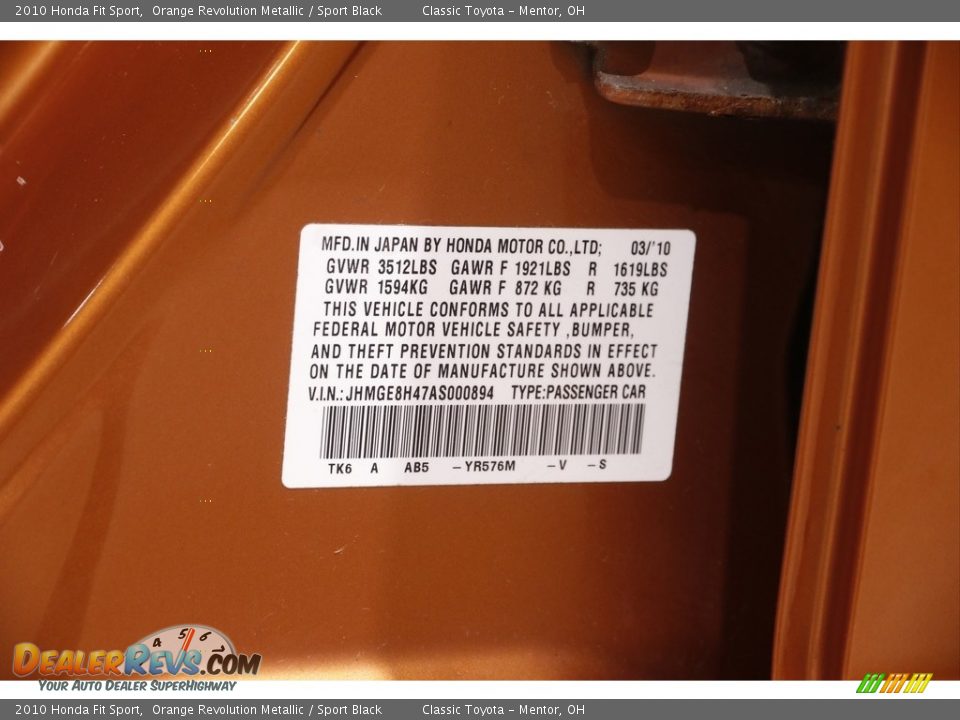 2010 Honda Fit Sport, Orange Revolution Metallic / Sport Black Classic Toyota - Mentor, OH
MFD.IN JAPAN BY HONDA MOTOR CO.,LTD; 03/'10
GVWR 3512LBS GAWR F 1921LBS R 1619LBS
GVWR 1594KG GAWR F 872 KG R 735 KG
THIS VEHICLE CONFORMS TO ALL APPLICABLE
FEDERAL MOTOR VEHICLE SAFETY ,BUMPER,
AND THEFT PREVENTION STANDARDS IN EFFECT
ON THE DATE OF MANUFACTURE SHOWN ABOVE.
V.I.N.: JHMGE8H47AS000894 TYPE:PASSENGER CAR
TK6 A AB5 -YR576M -V -S
4 5 6
DEALERREVS.COM
YOUR AUTO DEALER SUPERHIGHWAY
2010 Honda Fit Sport, Orange Revolution Metallic / Sport Black Classic Toyota - Mentor, OH